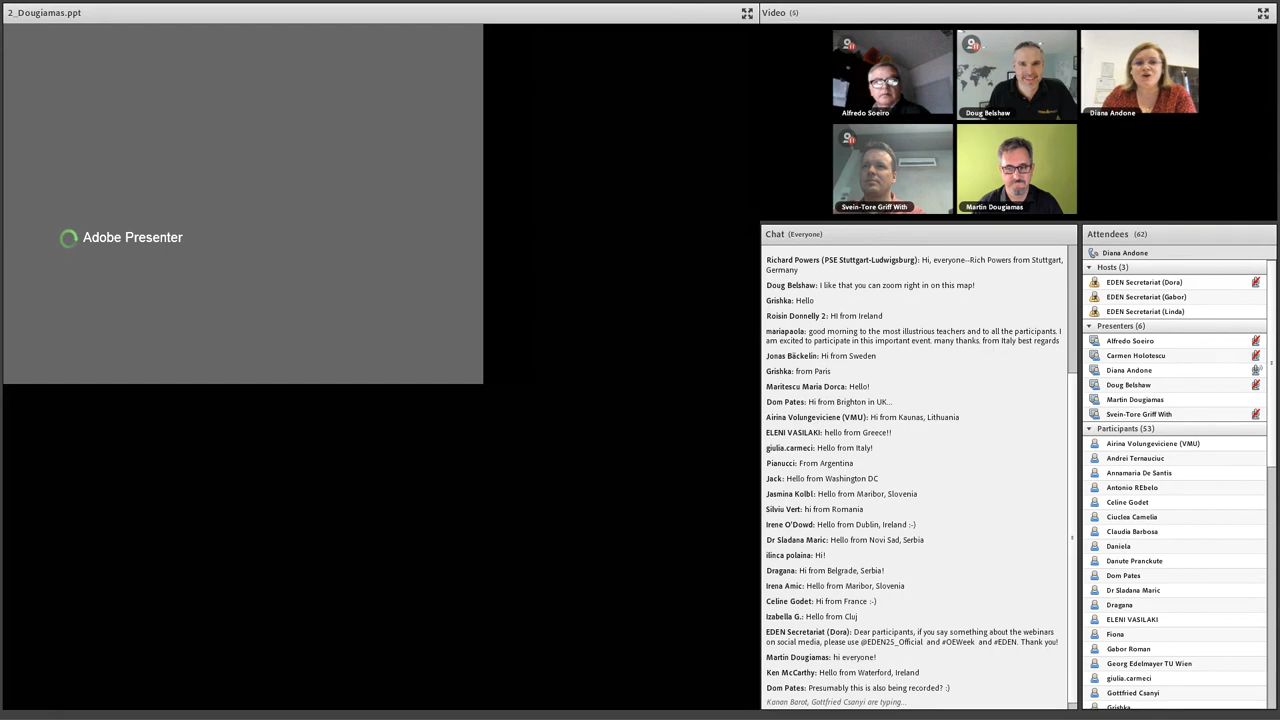 2_Dougiamas.ppt
Adobe Presenter
Video (5)
Alfredo Soeiro
Doug Belshaw
Diana Andone
Svein-Tore Griff With
Martin Dougiamas
Chat (Everyone)
Richard Powers (PSE Stuttgart-Ludwigsburg): Hi, everyone--Rich Powers from Stuttgart,
Germany
Doug Belshaw: I like that you can zoom right in on this map!
Grishka: Hello
Roisin Donnelly 2: HI from Ireland
mariapaola: good morning to the most illustrious teachers and to all the participants. I
am excited to participate in this important event. many thanks. from Italy best regards
Jonas Bäckelin: Hi from Sweden
Grishka: from Paris
Maritescu Maria Dorca: Hello!
Dom Pates: Hi from Brighton in UK...
Airina Volungeviciene (VMU): Hi from Kaunas, Lithuania
ELENI VASILAKI: hello from Greece!!
giulia.carmeci: Hello from Italy!
Pianucci: From Argentina
Jack: Hello from Washington DC
Jasmina Kolbl: Hello from Maribor, Slovenia
Silviu Vert: hi from Romania
Irene O'Dowd: Hello from Dublin, Ireland :-)
Dr Sladana Maric: Hello from Novi Sad, Serbia
ilinca polaina: Hi!
Dragana: Hi from Belgrade, Serbia!
Irena Amic: Hello from Maribor, Slovenia
Celine Godet: Hi from France :-)
Izabella G.: Hello from Cluj
EDEN Secretariat (Dora): Dear participants, if you say something about the webinars
on social media, please use @EDEN25_Official and #OEWeek and #EDEN. Thank you!
Martin Dougiamas: hi everyone!
Ken McCarthy: Hello from Waterford, Ireland
Dom Pates: Presumably this is also being recorded? :)
Kanan Barot, Gottfried Csanyi are typing...
Attendees (62)
Diana Andone
Hosts (3)
EDEN Secretariat (Dora)
EDEN Secretariat (Gabor)
EDEN Secretariat (Linda)
Presenters (6)
Alfredo Soeiro
Carmen Holotescu
Diana Andone
Doug Belshaw
Martin Dougiamas
Svein-Tore Griff With
Participants (53)
Airina Volungeviciene (VMU)
Andrei Ternauciuc
Annamaria De Santis
Antonio REbelo
Celine Godet
Ciuclea Camelia
Claudia Barbosa
Daniela
Danute Pranckute
Dom Pates
Dr Sladana Maric
Dragana
ELENI VASILAKI
Fiona
Gabor Roman
Georg Edelmayer TU Wien
giulia.carmeci
Gottfried Csanyi
Grishka